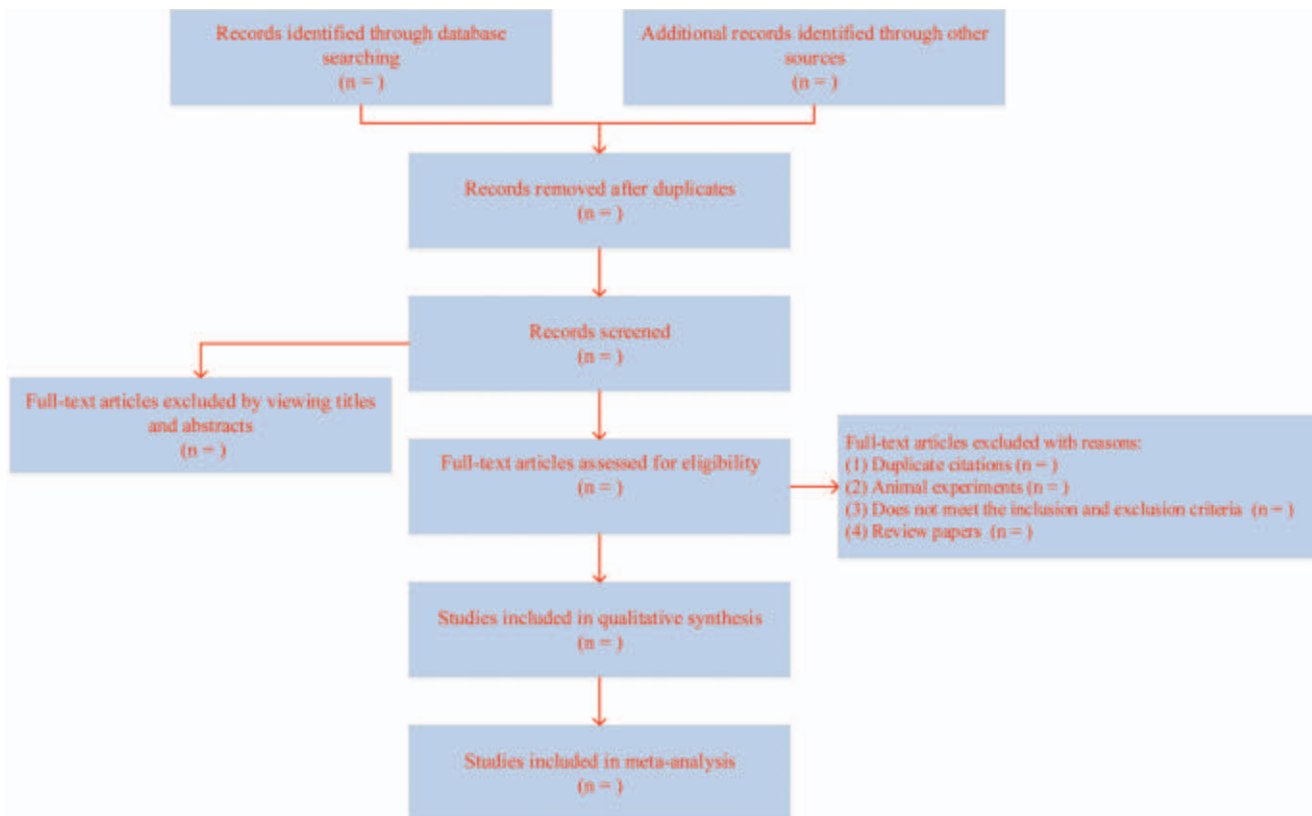 Records identified through database
searching
(n = )
Additional records identified through other
sources
(n = )
Records removed after duplicates
(n = )
Records screened
(n = )
Full-text articles excluded by viewing titles
and abstracts
(n = )
Full-text articles assessed for eligibility
(n = )
Full-text articles excluded with reasons:
(1) Duplicate citations (n = )
(2) Animal experiments (n = )
(3) Does not meet the inclusion and exclusion criteria (n = )
(4) Review papers (n = )
Studies included in qualitative synthesis
(n = )
Studies included in meta-analysis
(n = )